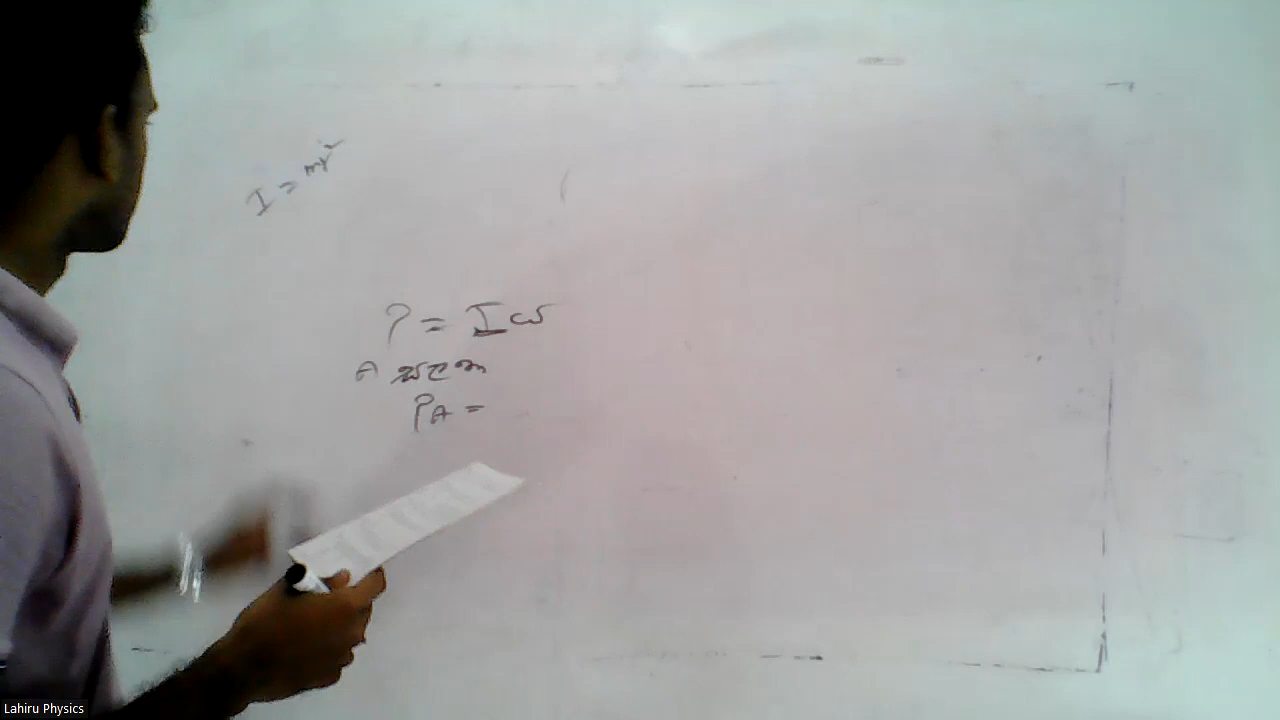 I = mr²
P = Iω
A සඳහා
PA =
Lahiru Physics